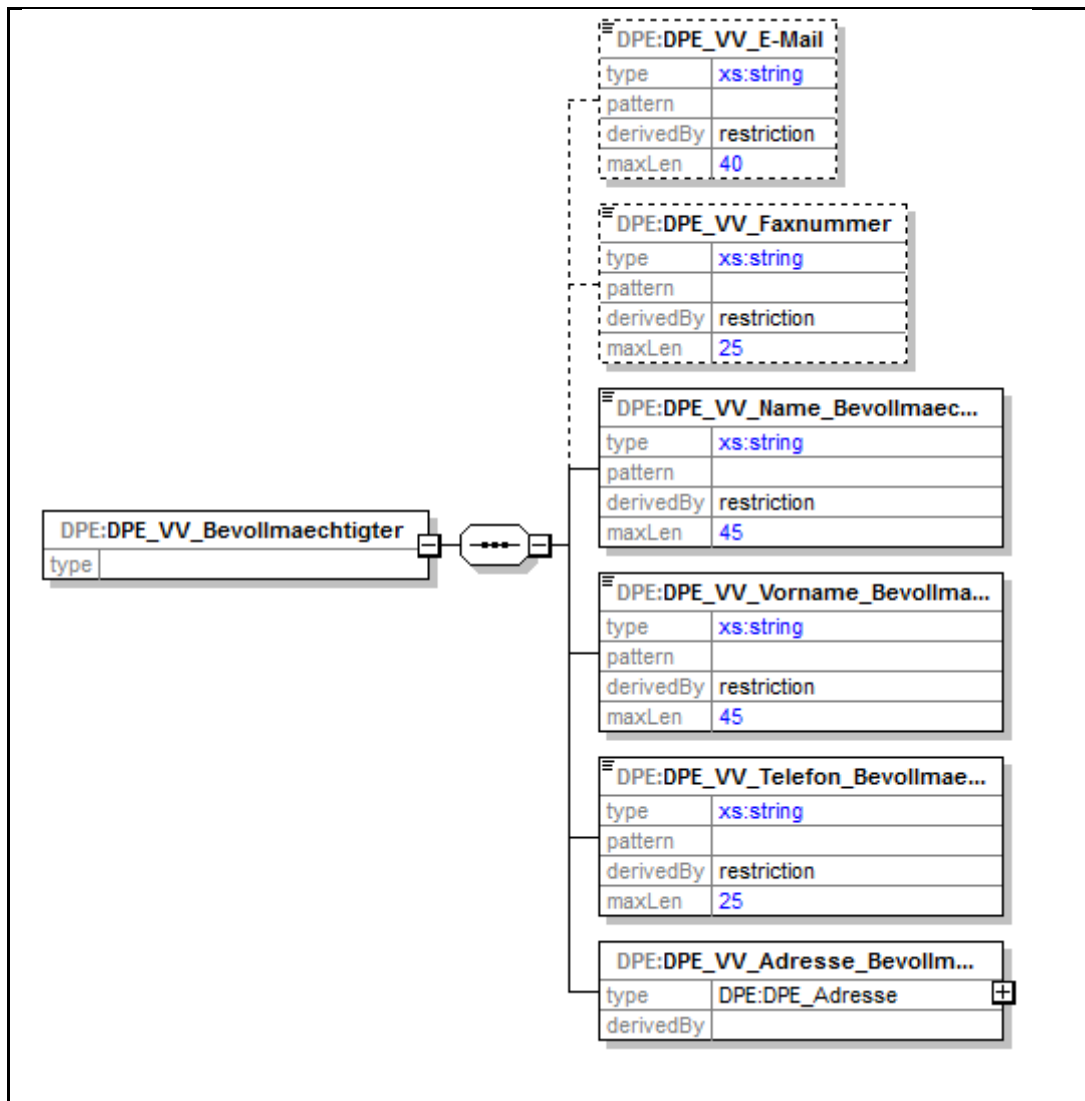 DPE:DPE_VV_E-Mail
type xs:string
pattern
derivedBy restriction
maxLen 40
DPE:DPE_VV_Faxnummer
type xs:string
pattern
derivedBy restriction
maxLen 25
DPE:DPE_VV_Name_Bevollmaec...
type xs:string
pattern
derivedBy restriction
maxLen 45
DPE:DPE_VV_Bevollmaechtigter
type
DPE:DPE_VV_Vorname_Bevollma...
type xs:string
pattern
derivedBy restriction
maxLen 45
DPE:DPE_VV_Telefon_Bevollmae...
type xs:string
pattern
derivedBy restriction
maxLen 25
DPE:DPE_VV_Adresse_Bevollm...
type DPE:DPE_Adresse
derivedBy